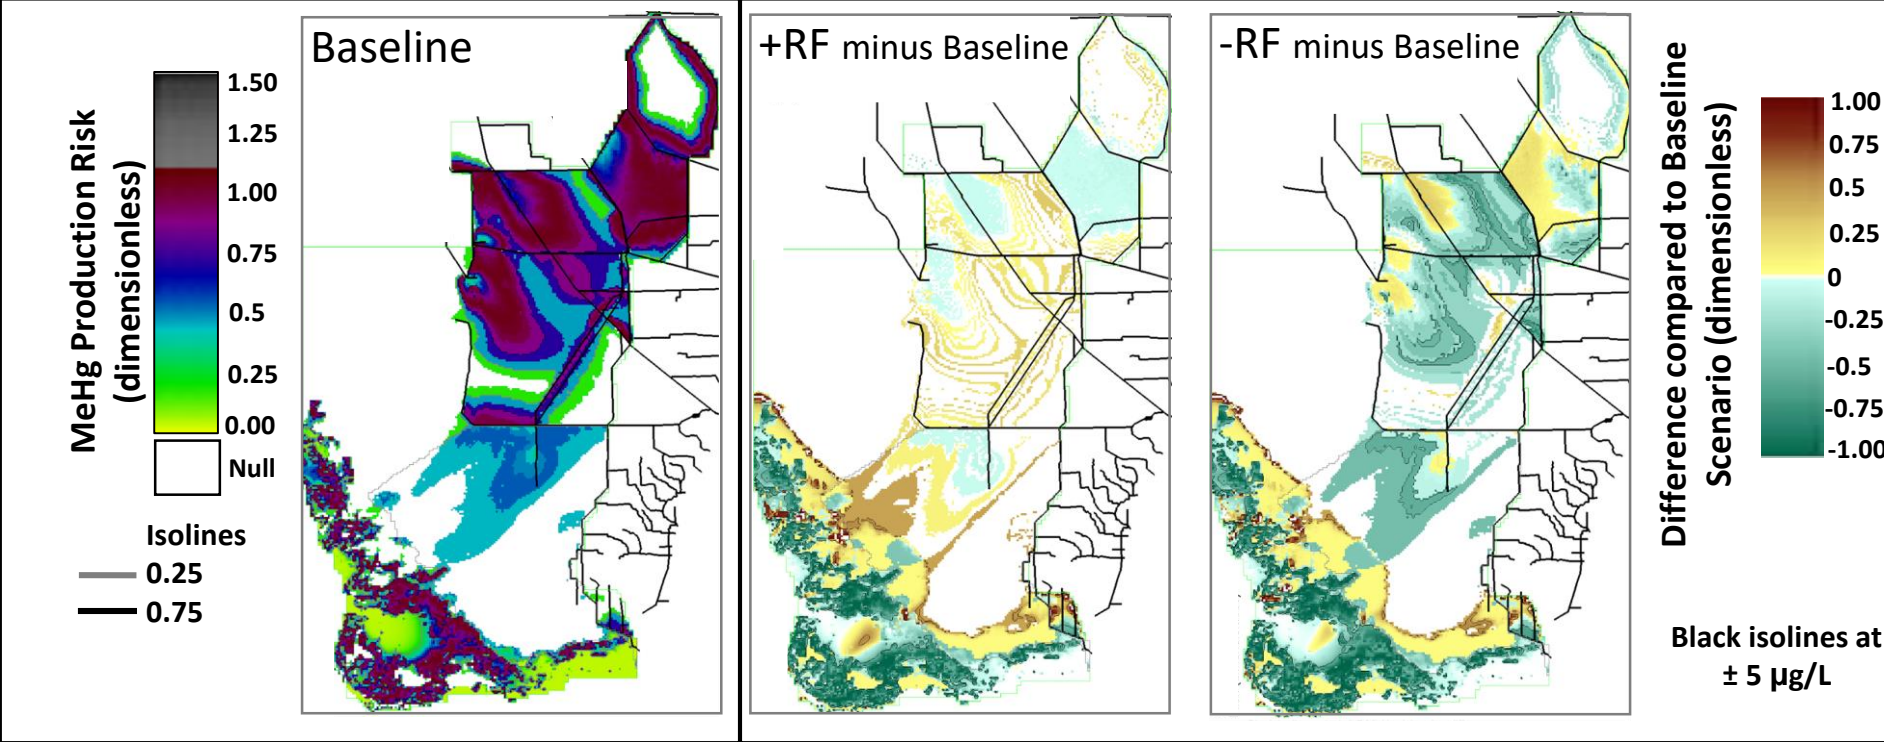 Baseline
MeHg Production Risk
(dimensionless)
1.50
1.25
1.00
0.75
0.5
0.25
0.00
Null
Isolines
0.25
0.75
+RF minus Baseline
-RF minus Baseline
Difference compared to Baseline
Scenario (dimensionless)
1.00
0.75
0.5
0.25
0
-0.25
-0.5
-0.75
-1.00
Black isolines at
± 5 µg/L